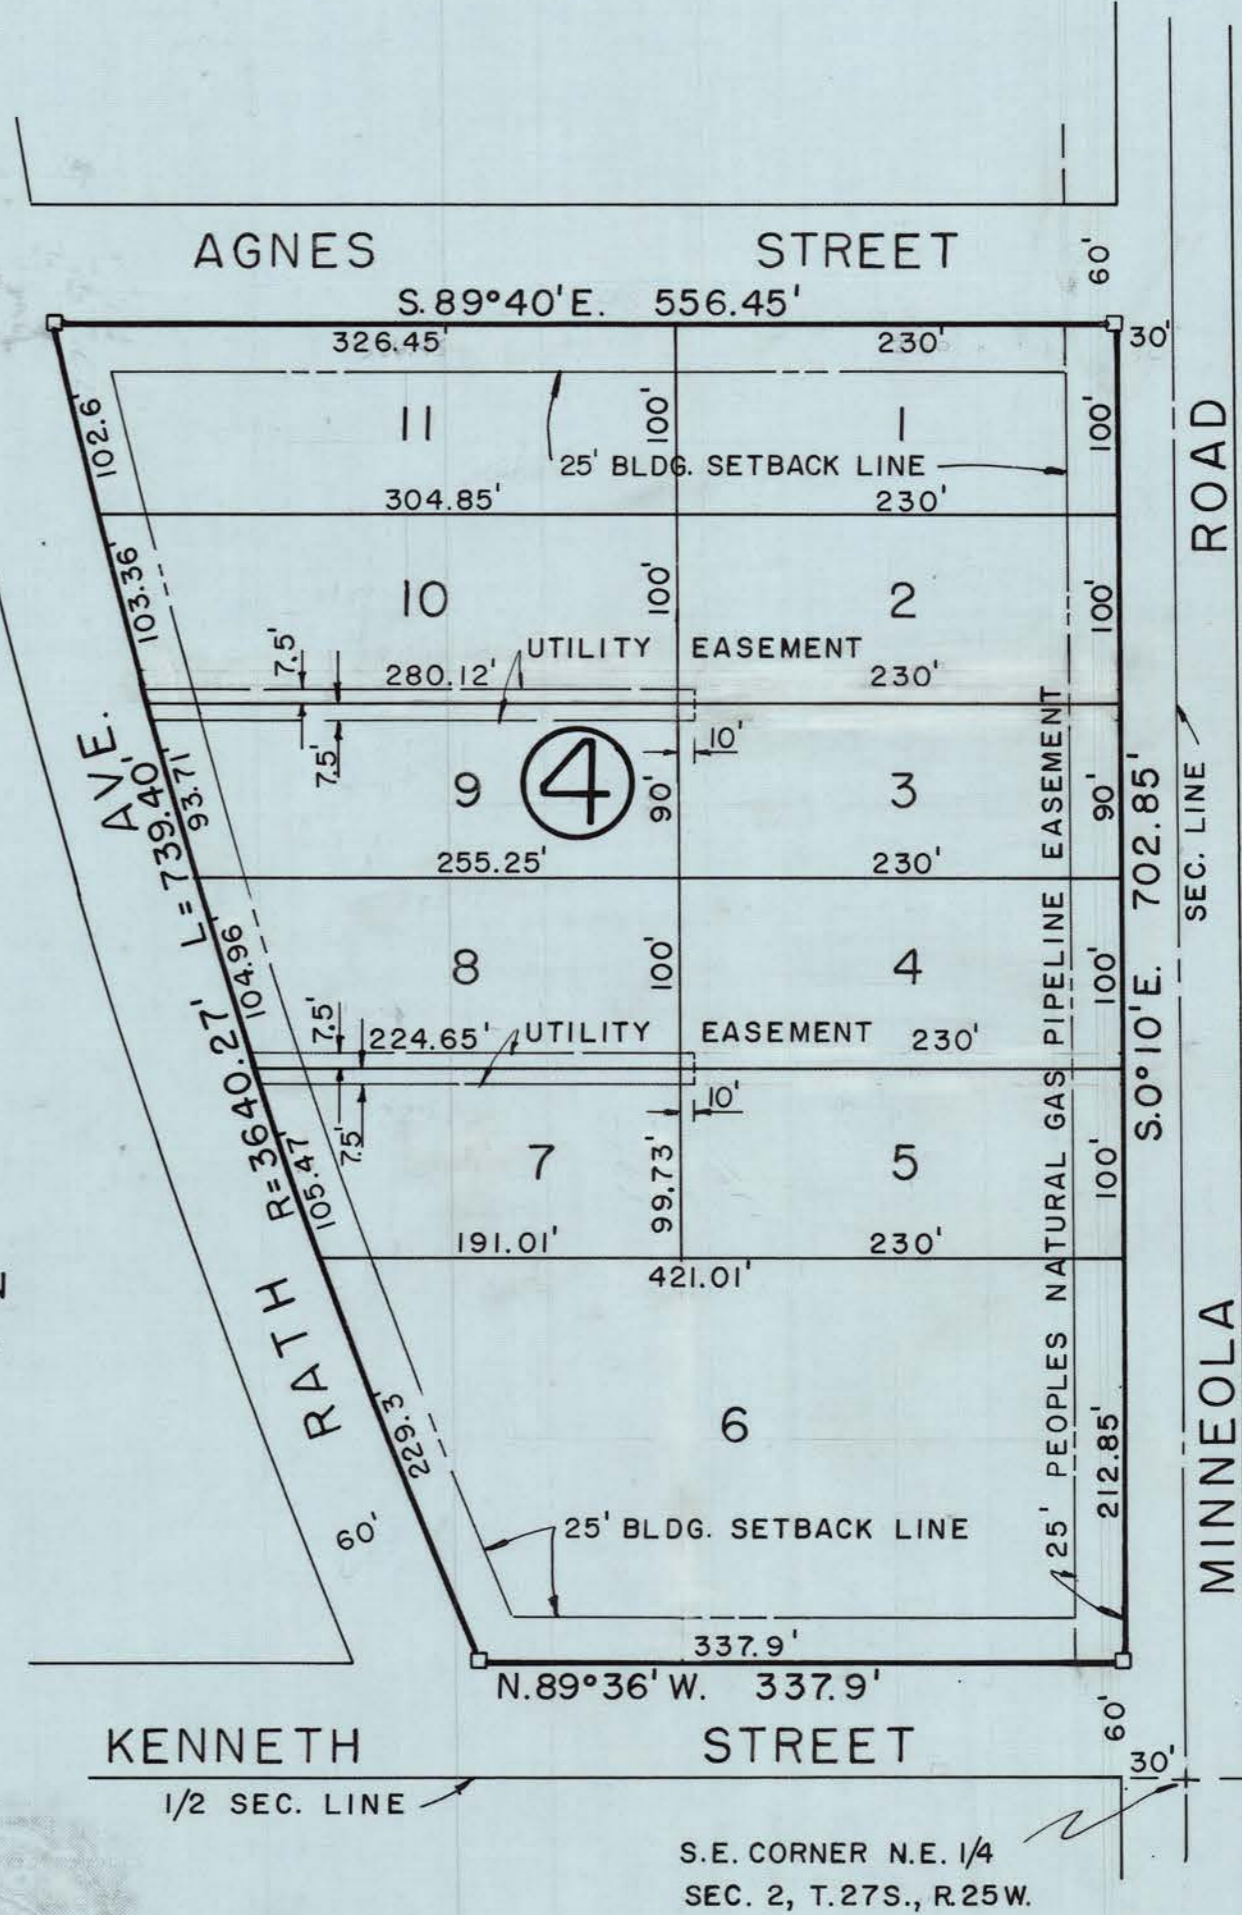 AGNES STREET
60'
S. 89°40' E. 556.45'
326.45'
230'
30'
102.6'
11
100'
1
100'
25' BLDG. SETBACK LINE
304.85'
230'
ROAD
103.36'
10
100'
2
100'
7.5'
UTILITY EASEMENT
280.12'
230'
7.5'
10'
AVE.
93.71'
9
4
90'
3
90'
255.25'
230'
SEC. LINE
L = 739.40'
104.96'
8
100'
4
100'
S. 0°10' E. 702.85'
7.5'
224.65'
UTILITY EASEMENT
230'
10'
7.5'
R = 3640.27'
105.47'
7
99.73'
5
100'
191.01'
230'
421.01'
RATH
229.3'
6
25' PEOPLES NATURAL GAS PIPELINE EASEMENT
212.85'
MINNEOLA
60'
25' BLDG. SETBACK LINE
337.9'
N. 89°36' W. 337.9'
60'
KENNETH STREET
30'
1/2 SEC. LINE
S.E. CORNER N.E. 1/4
SEC. 2, T.27S., R.25W.